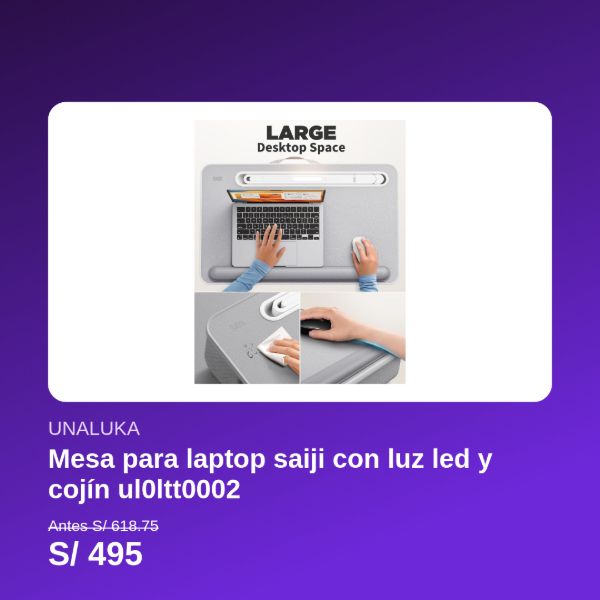 LARGE
Desktop Space
UNALUKA
Mesa para laptop saiji con luz led y
cojín ul0ltt0002
Antes S/ 618.75
S/ 495